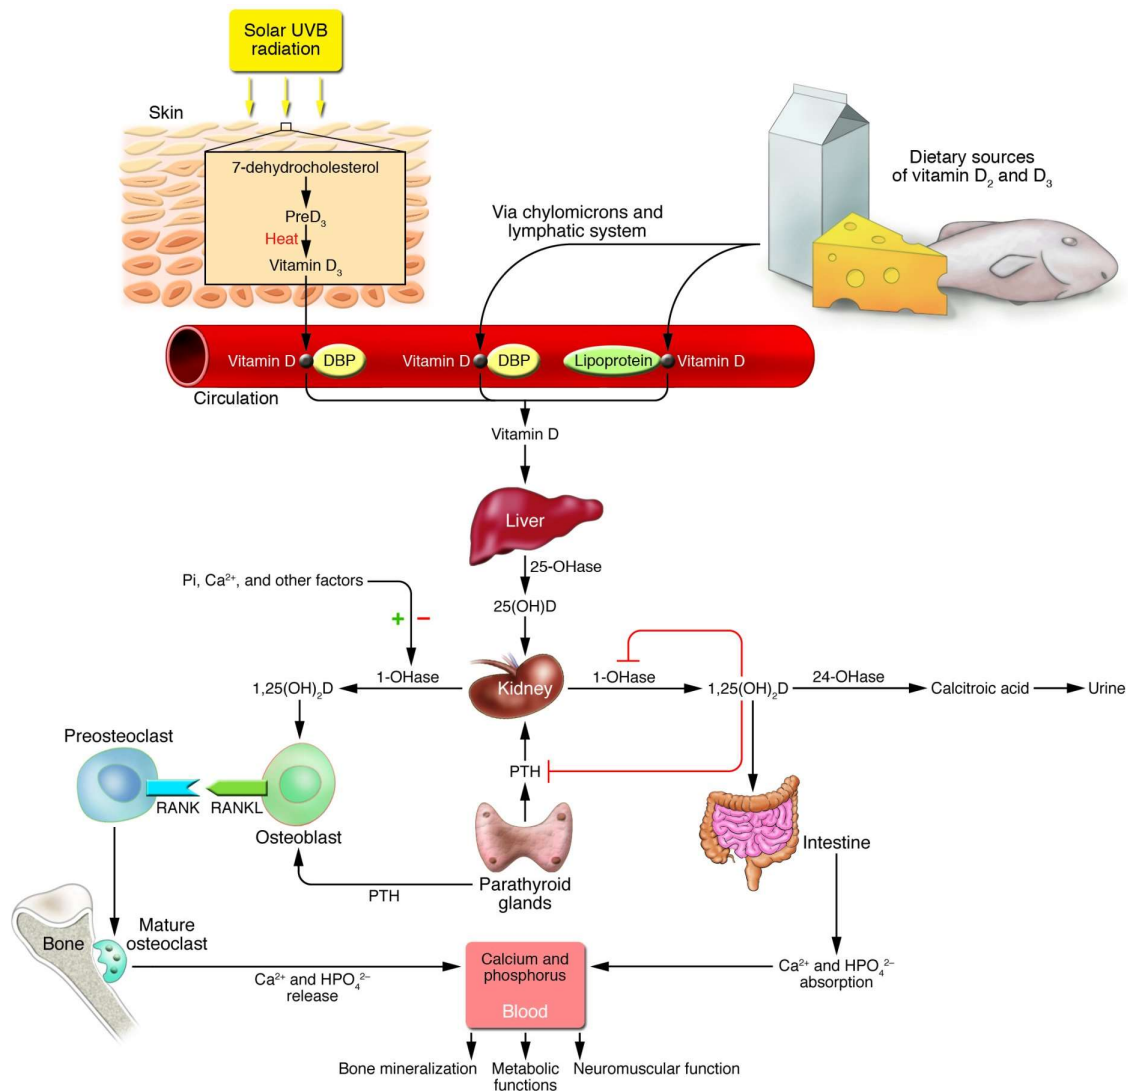 Solar UVB
radiation
Skin
7-dehydrocholesterol
PreD₃
Heat
Vitamin D₃
Via chylomicrons and
lymphatic system
Dietary sources
of vitamin D₂ and D₃
Vitamin D
DBP
Vitamin D
DBP
Lipoprotein
Vitamin D
Circulation
Vitamin D
Liver
25-OHase
25(OH)D
Pi, Ca²⁺, and other factors
+ −
1-OHase
Kidney
1-OHase
1,25(OH)₂D
1,25(OH)₂D
24-OHase
Calcitroic acid
Urine
Preosteoclast
RANK
RANKL
Osteoblast
PTH
PTH
Parathyroid
glands
Intestine
Bone
Mature
osteoclast
Ca²⁺ and HPO₄²⁻
release
Calcium and
phosphorus
Blood
Ca²⁺ and HPO₄²⁻
absorption
Bone mineralization
Metabolic
functions
Neuromuscular function